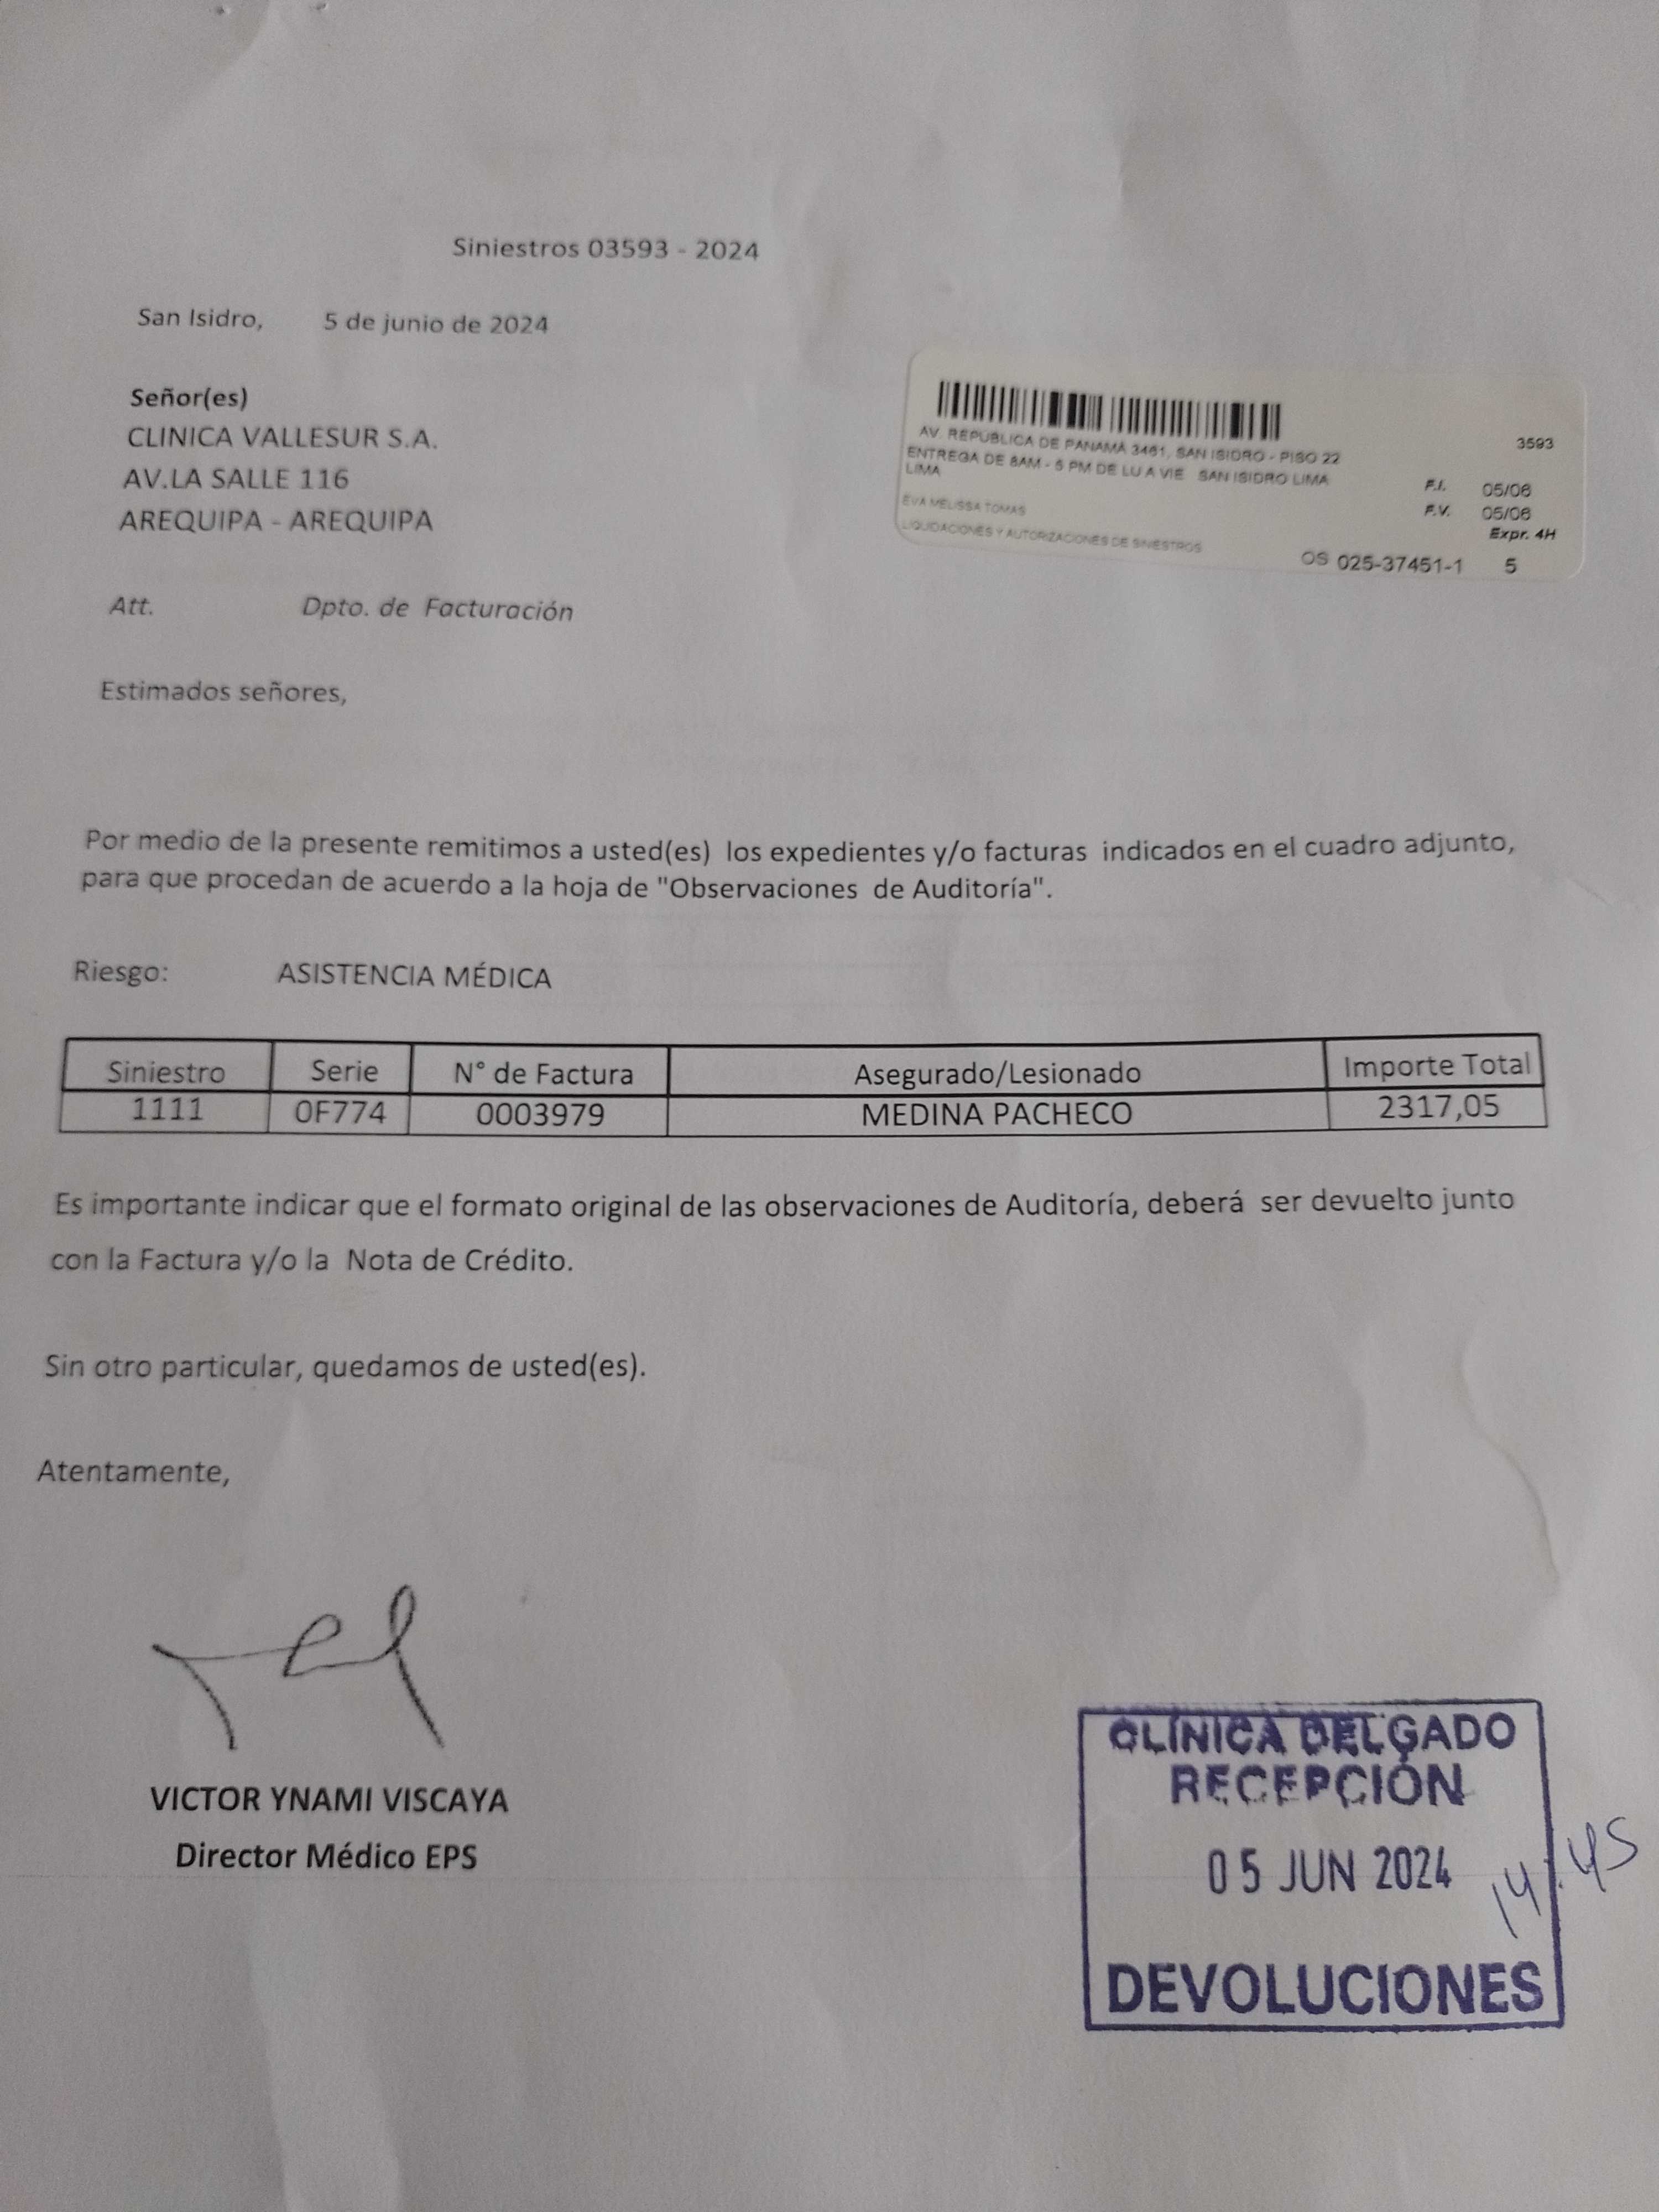 Siniestros 03593 - 2024
San Isidro, 5 de junio de 2024
Señor(es)
CLINICA VALLESUR S.A.
AV.LA SALLE 116
AREQUIPA - AREQUIPA
AV. REPÚBLICA DE PANAMÁ 3461, SAN ISIDRO - PISO 22
3593
ENTREGA DE 8AM - 5 PM DE LU A VIE SAN ISIDRO LIMA
LIMA
F.I. 05/06
F.V. 05/06
EVA MELISSA TOMAS
Expr. 4H
LIQUIDACIONES Y AUTORIZACIONES DE SINIESTROS
OS 025-37451-1 5
Att. Dpto. de Facturación
Estimados señores,
Por medio de la presente remitimos a usted(es) los expedientes y/o facturas indicados en el cuadro adjunto,
para que procedan de acuerdo a la hoja de "Observaciones de Auditoría".
Riesgo: ASISTENCIA MÉDICA
Siniestro Serie N° de Factura Asegurado/Lesionado Importe Total
1111 0F774 0003979 MEDINA PACHECO 2317,05
Es importante indicar que el formato original de las observaciones de Auditoría, deberá ser devuelto junto
con la Factura y/o la Nota de Crédito.
Sin otro particular, quedamos de usted(es).
Atentamente,
VICTOR YNAMI VISCAYA
Director Médico EPS
CLÍNICA DELGADO
RECEPCIÓN
05 JUN 2024
14:45
DEVOLUCIONES